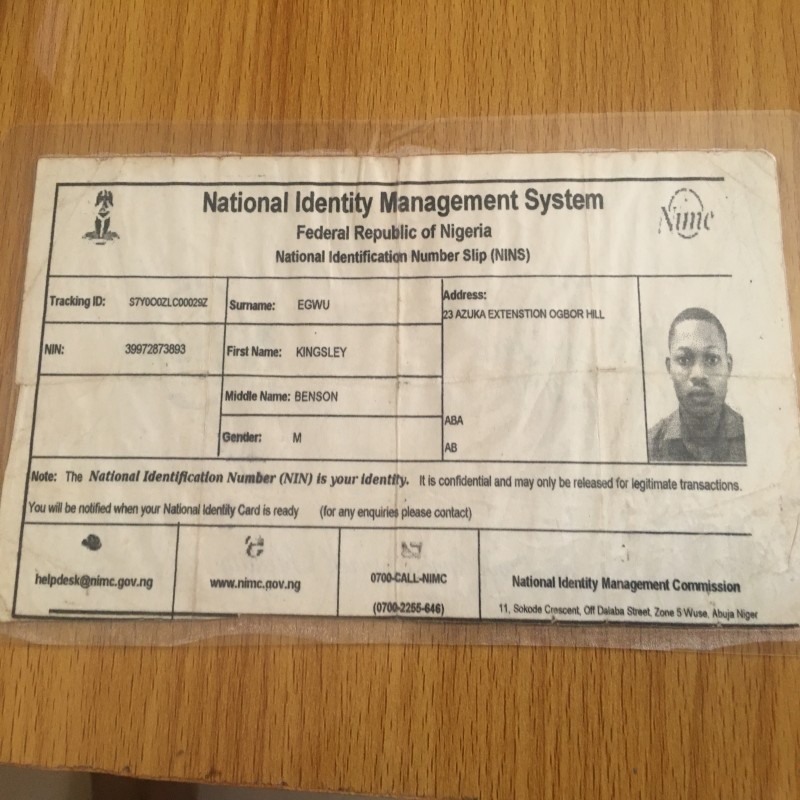 National Identity Management System
Federal Republic of Nigeria
National Identification Number Slip (NINS)
Nimc
Tracking ID: S7Y0O0ZLC00029Z
Surname: EGWU
Address:
23 AZUKA EXTENSTION OGBOR HILL
NIN: 39972873893
First Name: KINGSLEY
Middle Name: BENSON
Gender: M
ABA
AB
Note: The National Identification Number (NIN) is your identity. It is confidential and may only be released for legitimate transactions.
You will be notified when your National Identity Card is ready (for any enquiries please contact)
helpdesk@nimc.gov.ng
www.nimc.gov.ng
0700-CALL-NIMC
(0700-2255-646)
National Identity Management Commission
11, Sokode Crescent, Off Dalaba Street, Zone 5 Wuse, Abuja Niger